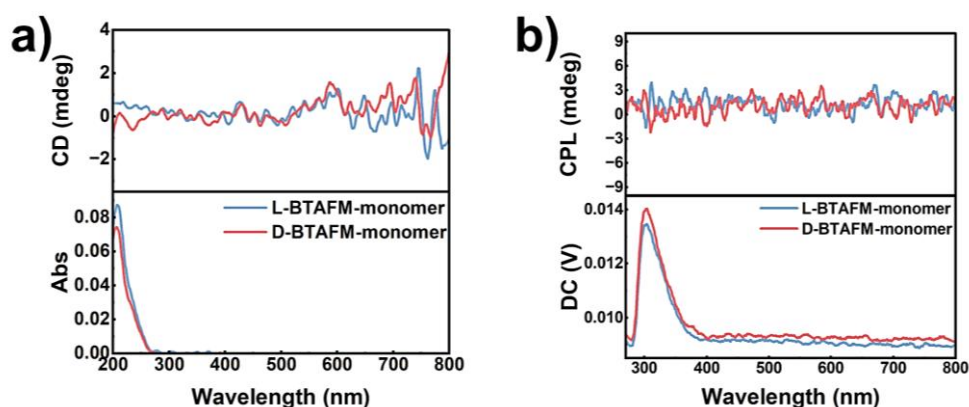 a)
CD (mdeg)
4
2
0
−2
L-BTAFM-monomer
D-BTAFM-monomer
Abs
0.08
0.06
0.04
0.02
0.00
200 300 400 500 600 700 800
Wavelength (nm)
b)
CPL (mdeg)
9
6
3
0
−3
−6
−9
L-BTAFM-monomer
D-BTAFM-monomer
DC (V)
0.014
0.012
0.010
300 400 500 600 700 800
Wavelength (nm)